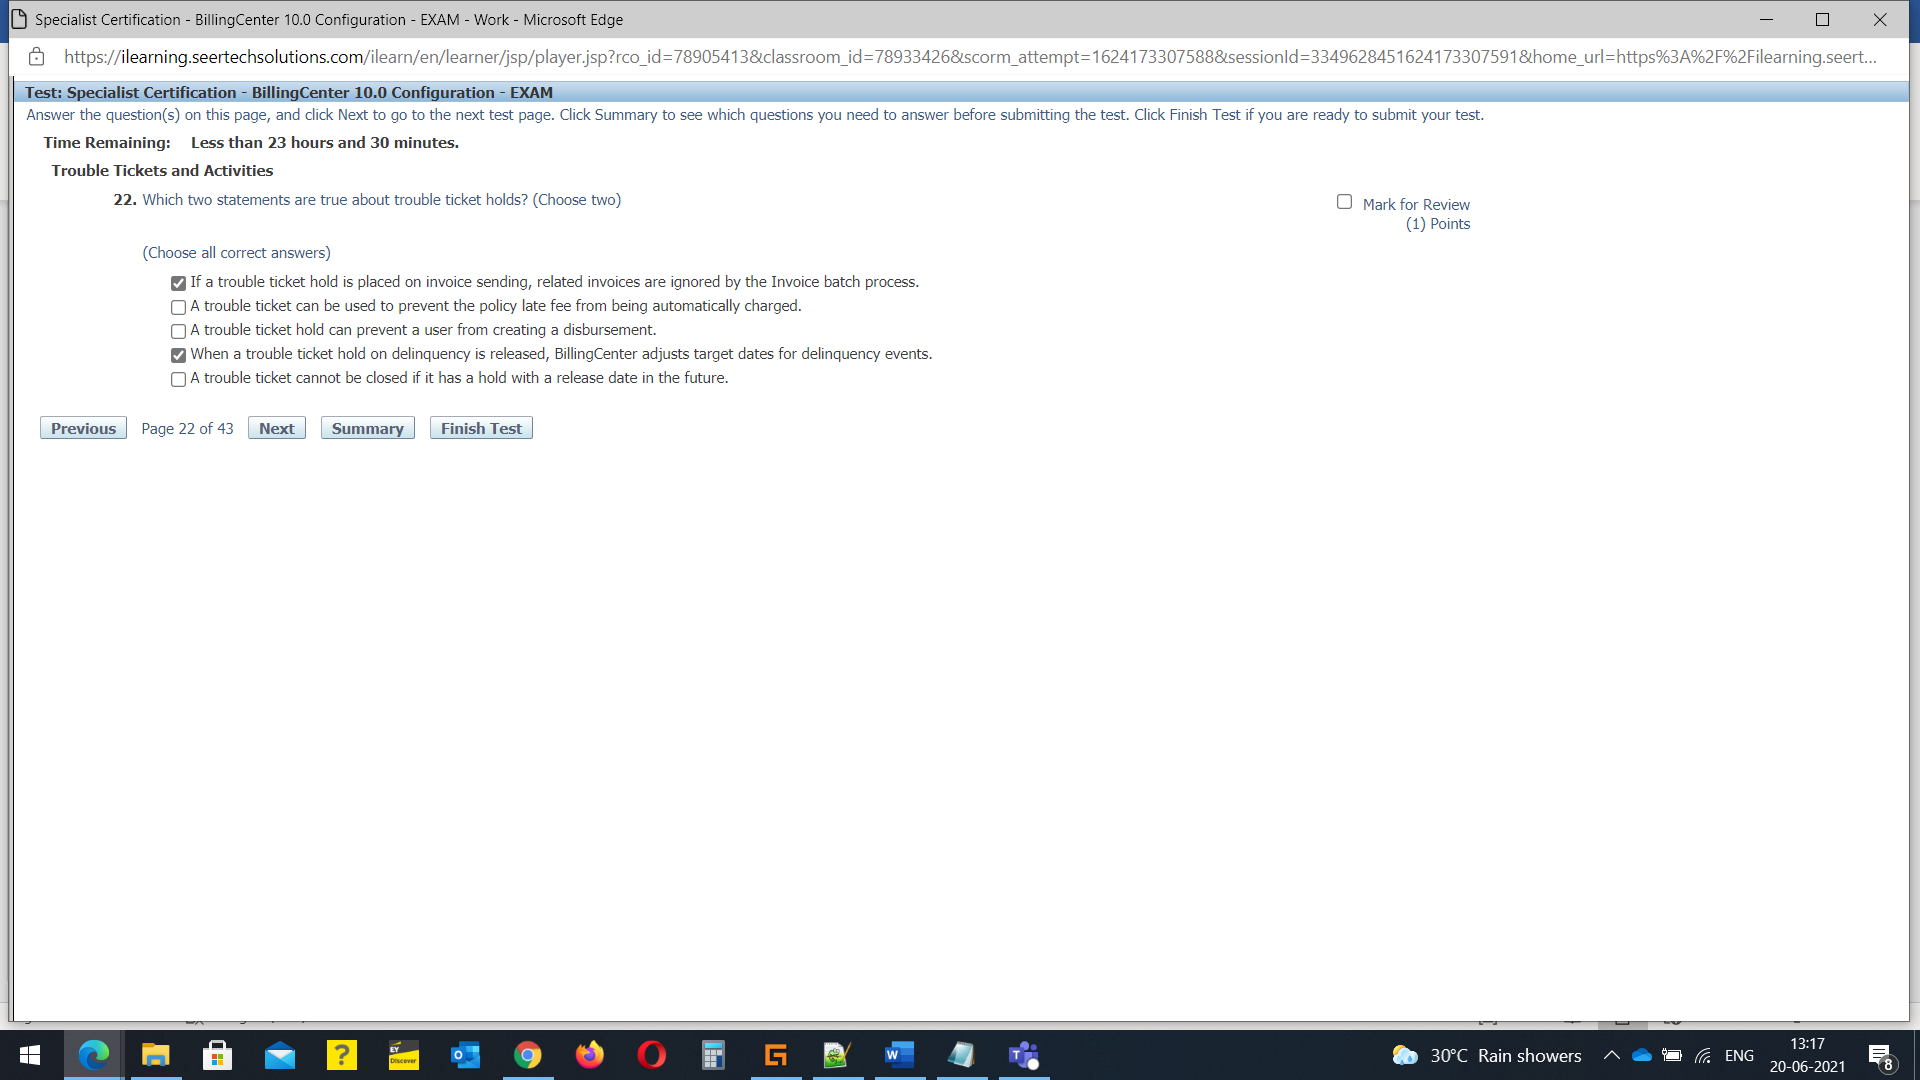 Specialist Certification - BillingCenter 10.0 Configuration - EXAM - Work - Microsoft Edge
https://ilearning.seertechsolutions.com/ilearn/en/learner/jsp/player.jsp?rco_id=78905413&classroom_id=78933426&scorm_attempt=1624173307588&sessionId=3349628451624173307591&home_url=https%3A%2F%2Filearning.seert...
Test: Specialist Certification - BillingCenter 10.0 Configuration - EXAM
Answer the question(s) on this page, and click Next to go to the next test page. Click Summary to see which questions you need to answer before submitting the test. Click Finish Test if you are ready to submit your test.
Time Remaining: Less than 23 hours and 30 minutes.
Trouble Tickets and Activities
22. Which two statements are true about trouble ticket holds? (Choose two)
Mark for Review
(1) Points
(Choose all correct answers)
If a trouble ticket hold is placed on invoice sending, related invoices are ignored by the Invoice batch process.
A trouble ticket can be used to prevent the policy late fee from being automatically charged.
A trouble ticket hold can prevent a user from creating a disbursement.
When a trouble ticket hold on delinquency is released, BillingCenter adjusts target dates for delinquency events.
A trouble ticket cannot be closed if it has a hold with a release date in the future.
Previous Page 22 of 43 Next Summary Finish Test
EY
Discover
30°C Rain showers
ENG
13:17
20-06-2021
8